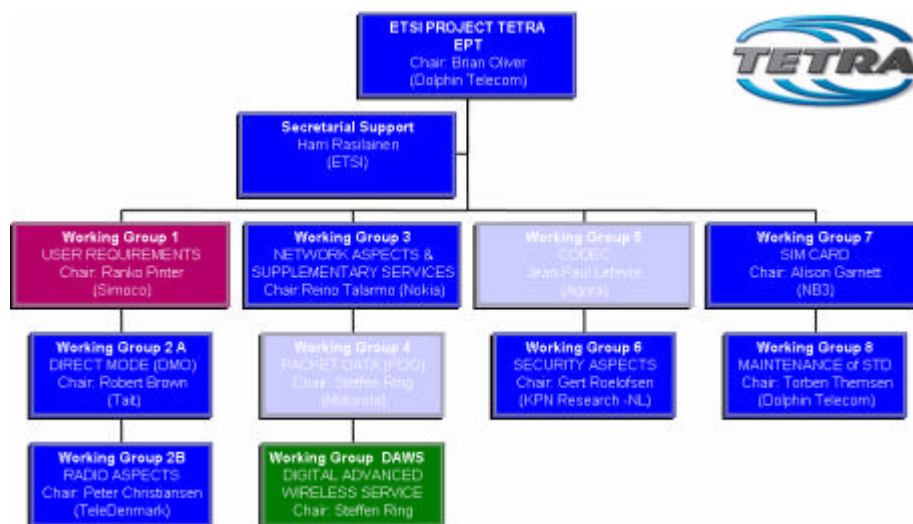 ETSI PROJECT TETRA
EPT
Chair: Brian Oliver
(Dolphin Telecom)
TETRA
Secretarial Support
Harri Rasilainen
(ETSI)
Working Group 1
USER REQUIREMENTS
Chair: Ranko Pinter
(Simoco)
Working Group 3
NETWORK ASPECTS &
SUPPLEMENTARY SERVICES
Chair:Reino Talarmo (Nokia)
Working Group 5
CODEC
Jean-Paul Lefevre
(Agora)
Working Group 7
SIM CARD
Chair: Alison Garnett
(NB3)
Working Group 2 A
DIRECT MODE (DMO)
Chair: Robert Brown
(Tait)
Working Group 4
PACKET DATA (PDO)
Chair: Steffen Ring
(Motorola)
Working Group 6
SECURITY ASPECTS
Chair: Gert Roelofsen
(KPN Research -NL)
Working Group 8
MAINTENANCE of STD
Chair: Torben Themsen
(Dolphin Telecom)
Working Group 2B
RADIO ASPECTS
Chair: Peter Christiansen
(TeleDenmark)
Working Group DAWS
DIGITAL ADVANCED
WIRELESS SERVICE
Chair: Steffen Ring